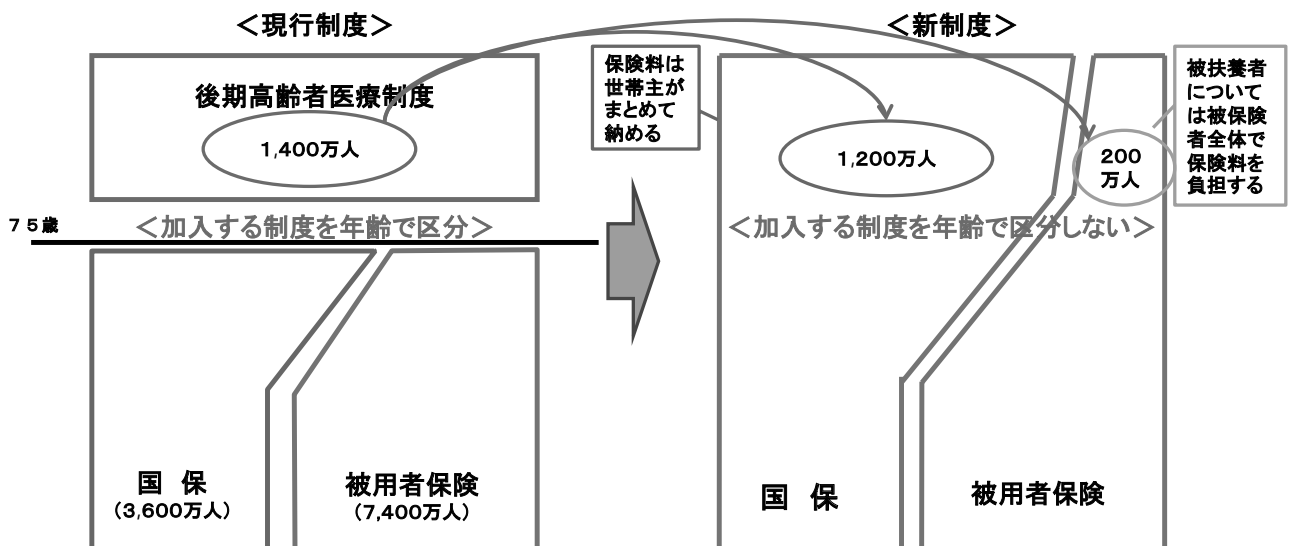 ＜現行制度＞
後期高齢者医療制度
1,400万人
７５歳
＜加入する制度を年齢で区分＞
国　保
（3,600万人）
被用者保険
（7,400万人）
＜新制度＞
保険料は
世帯主が
まとめて
納める
1,200万人
200
万人
被扶養者
について
は被保険
者全体で
保険料を
負担する
＜加入する制度を年齢で区分しない＞
国　保
被用者保険